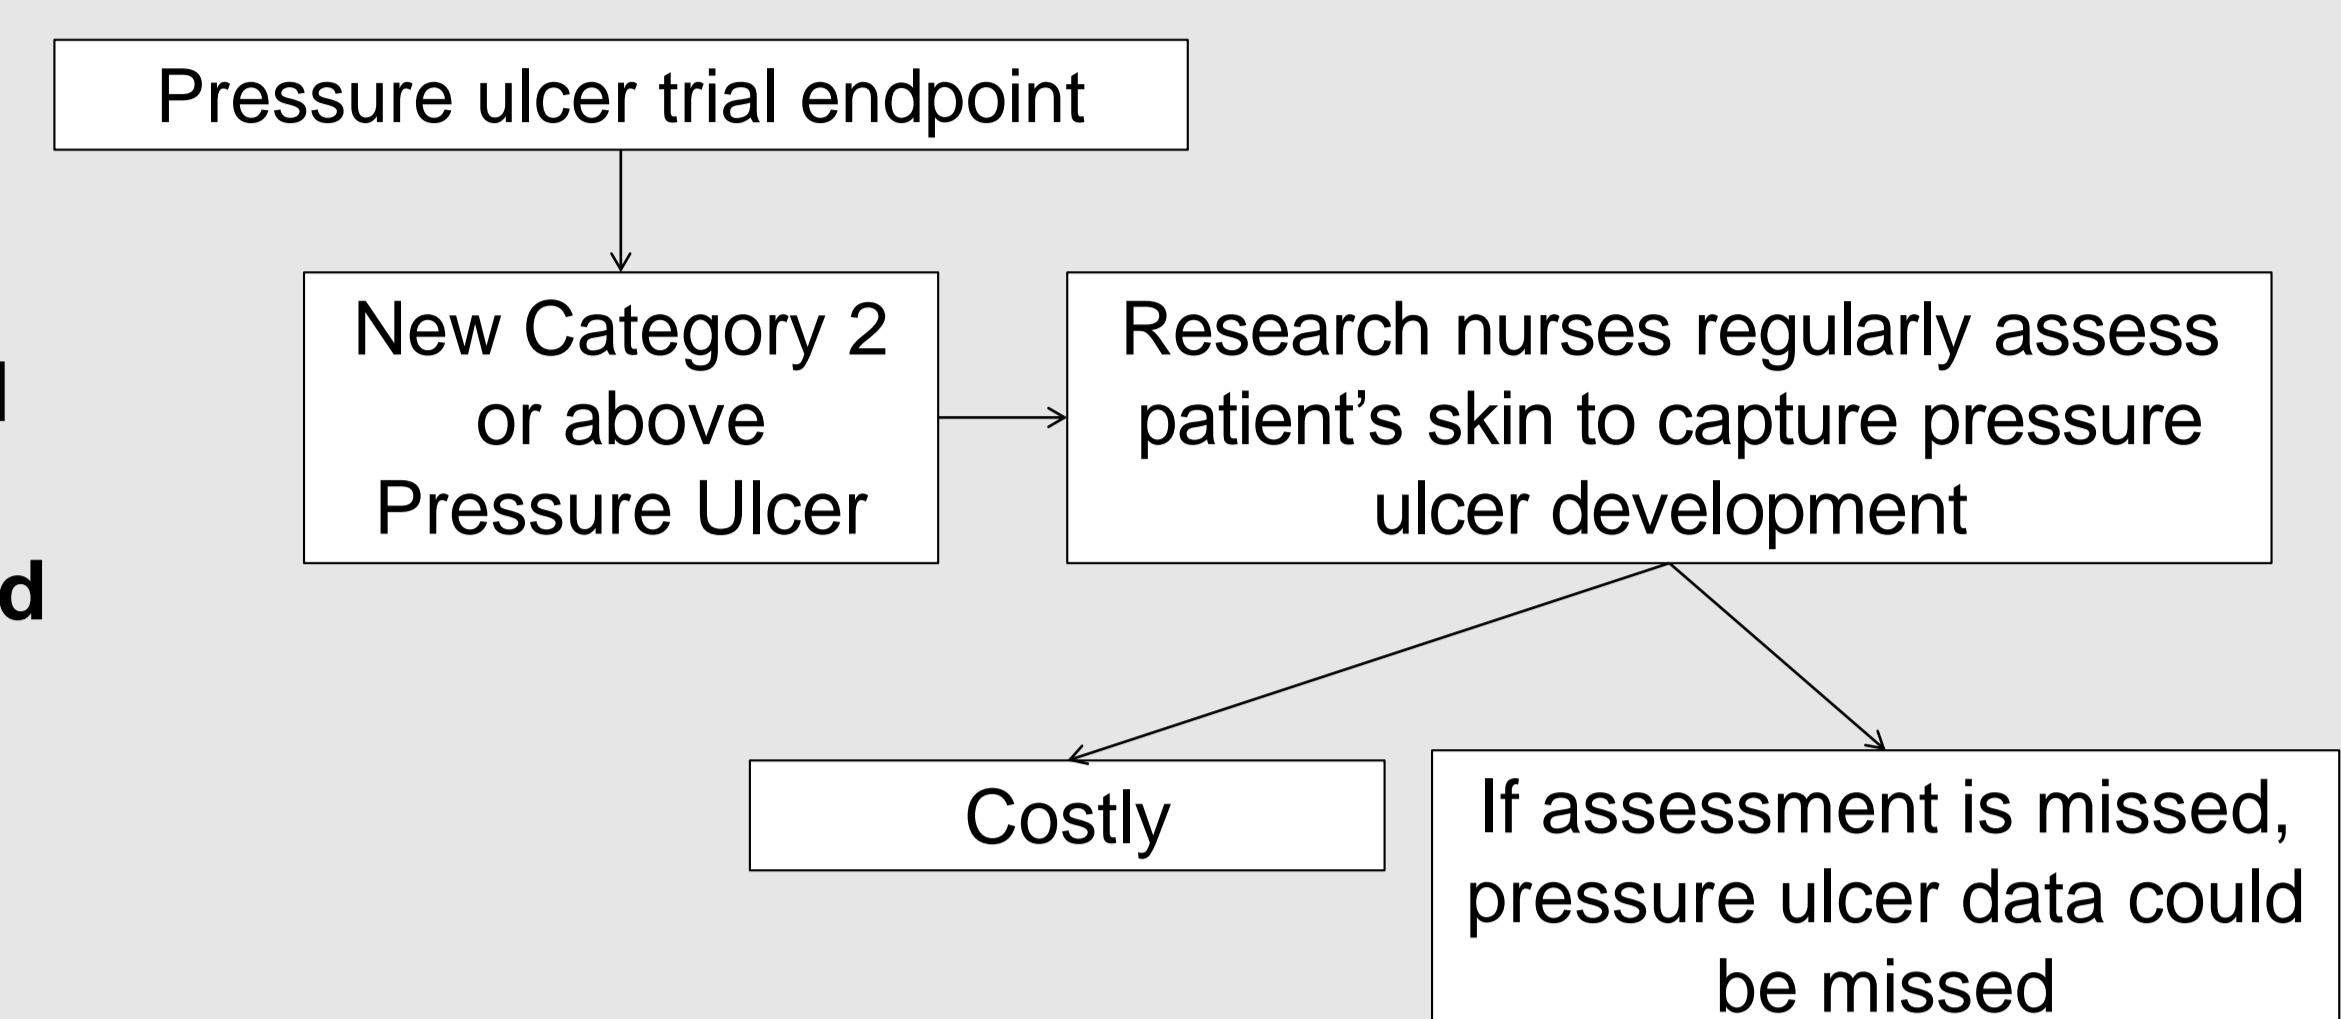 Pressure ulcer trial endpoint
New Category 2
or above
Pressure Ulcer
Research nurses regularly assess
patient’s skin to capture pressure
ulcer development
d
Costly
If assessment is missed,
pressure ulcer data could
be missed